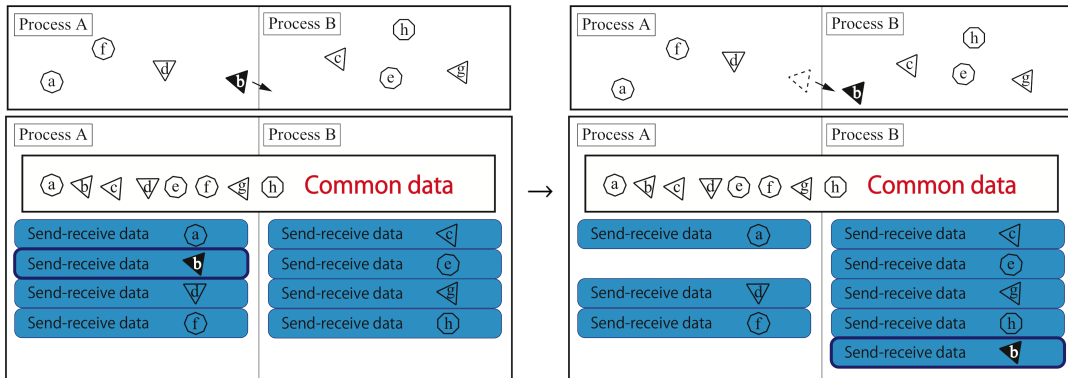 Process A
Process B
f
h
c
d
a
b
e
g
Process A
Process B
a b c d e f g h Common data
Send-receive data a
Send-receive data b
Send-receive data d
Send-receive data f
Send-receive data c
Send-receive data e
Send-receive data g
Send-receive data h
→
Process A
Process B
f
h
c
d
a
b
e
g
Process A
Process B
a b c d e f g h Common data
Send-receive data a
Send-receive data d
Send-receive data f
Send-receive data c
Send-receive data e
Send-receive data g
Send-receive data h
Send-receive data b